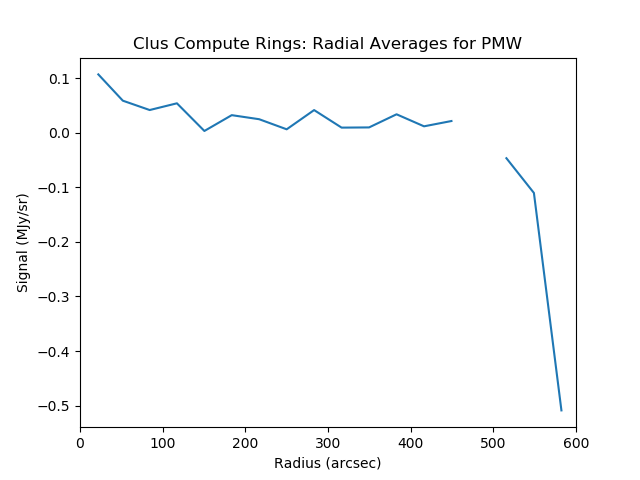 Clus Compute Rings: Radial Averages for PMW
Signal (MJy/sr)
0.1
0.0
−0.1
−0.2
−0.3
−0.4
−0.5
0 100 200 300 400 500 600
Radius (arcsec)